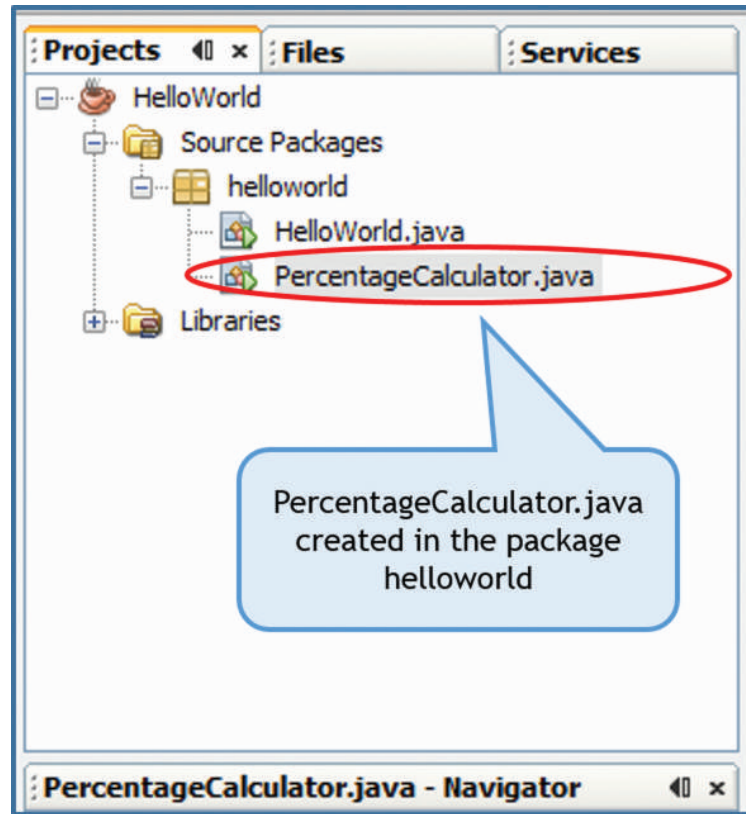 Projects
Files
Services
HelloWorld
Source Packages
helloworld
HelloWorld.java
PercentageCalculator.java
Libraries
PercentageCalculator.java
created in the package
helloworld
PercentageCalculator.java - Navigator